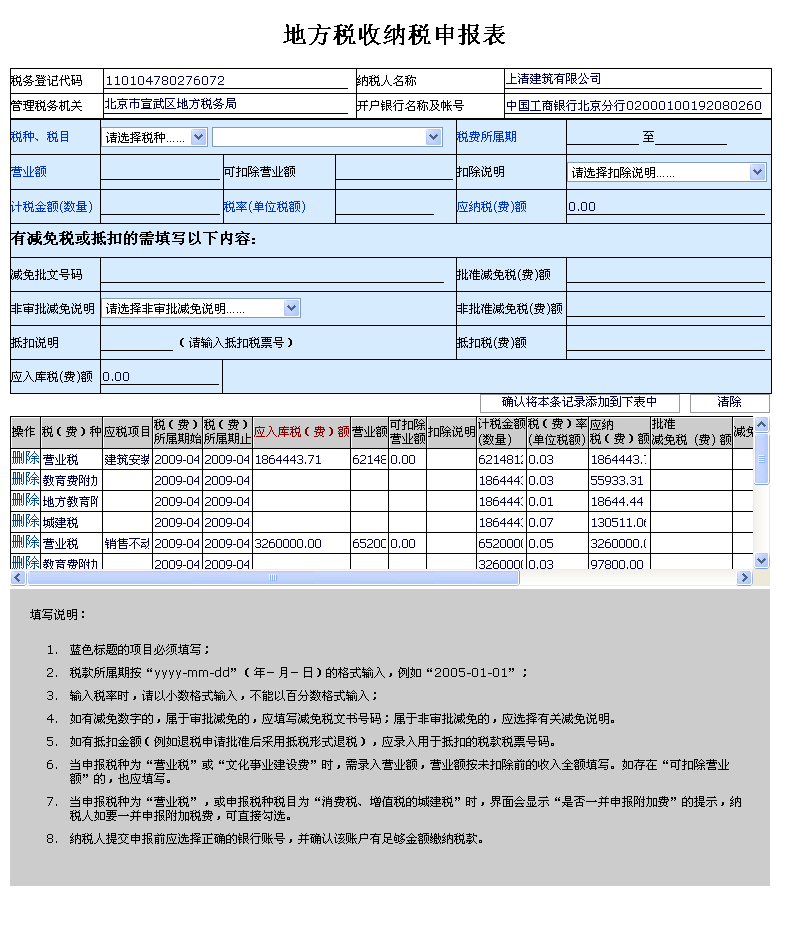 地方税收纳税申报表
税务登记代码 110104780276072 纳税人名称 上清建筑有限公司
管理税务机关 北京市宣武区地方税务局 开户银行名称及帐号 中国工商银行北京分行02000100192080260
税种、税目 请选择税种...... 税费所属期 至
营业额 可扣除营业额 扣除说明 请选择扣除说明......
计税金额(数量) 税率(单位税额) 应纳税(费)额 0.00
有减免税或抵扣的需填写以下内容：
减免批文号码 批准减免税(费)额
非审批减免说明 请选择非审批减免说明...... 非批准减免税(费)额
抵扣说明 （请输入抵扣税票号） 抵扣税(费)额
应入库税(费)额 0.00
确认将本条记录添加到下表中 清除
操作 税（费）种 应税项目 税（费）所属期始 税（费）所属期止 应入库税（费）额 营业额 可扣除营业额 扣除说明 计税金额(数量) 税（费）率(单位税额) 应纳税（费）额 批准减免税（费）额 减免
删除 营业税 建筑安装 2009-04 2009-04 1864443.71 62148 0.00 6214812 0.03 1864443.7
删除 教育费附加 2009-04 2009-04 186444 0.03 55933.31
删除 地方教育附 2009-04 2009-04 186444 0.01 18644.44
删除 城建税 2009-04 2009-04 186444 0.07 130511.06
删除 营业税 销售不动 2009-04 2009-04 3260000.00 65200 0.00 652000 0.05 3260000.0
删除 教育费附加 2009-04 2009-04 326000 0.03 97800.00
填写说明：
1. 蓝色标题的项目必须填写；
2. 税款所属期按“yyyy-mm-dd”（年－月－日）的格式输入，例如“2005-01-01”；
3. 输入税率时，请以小数格式输入，不能以百分数格式输入；
4. 如有减免数字的，属于审批减免的，应填写减免税文书号码；属于非审批减免的，应选择有关减免说明。
5. 如有抵扣金额（例如退税申请批准后采用抵税形式退税），应录入用于抵扣的税款税票号码。
6. 当申报税种为“营业税”或“文化事业建设费”时，需录入营业额，营业额按未扣除前的收入全额填写。如存在“可扣除营业
额”的，也应填写。
7. 当申报税种为“营业税”，或申报税种税目为“消费税、增值税的城建税”时，界面会显示“是否一并申报附加费”的提示，纳
税人如要一并申报附加税费，可直接勾选。
8. 纳税人提交申报前应选择正确的银行账号，并确认该账户有足够金额缴纳税款。